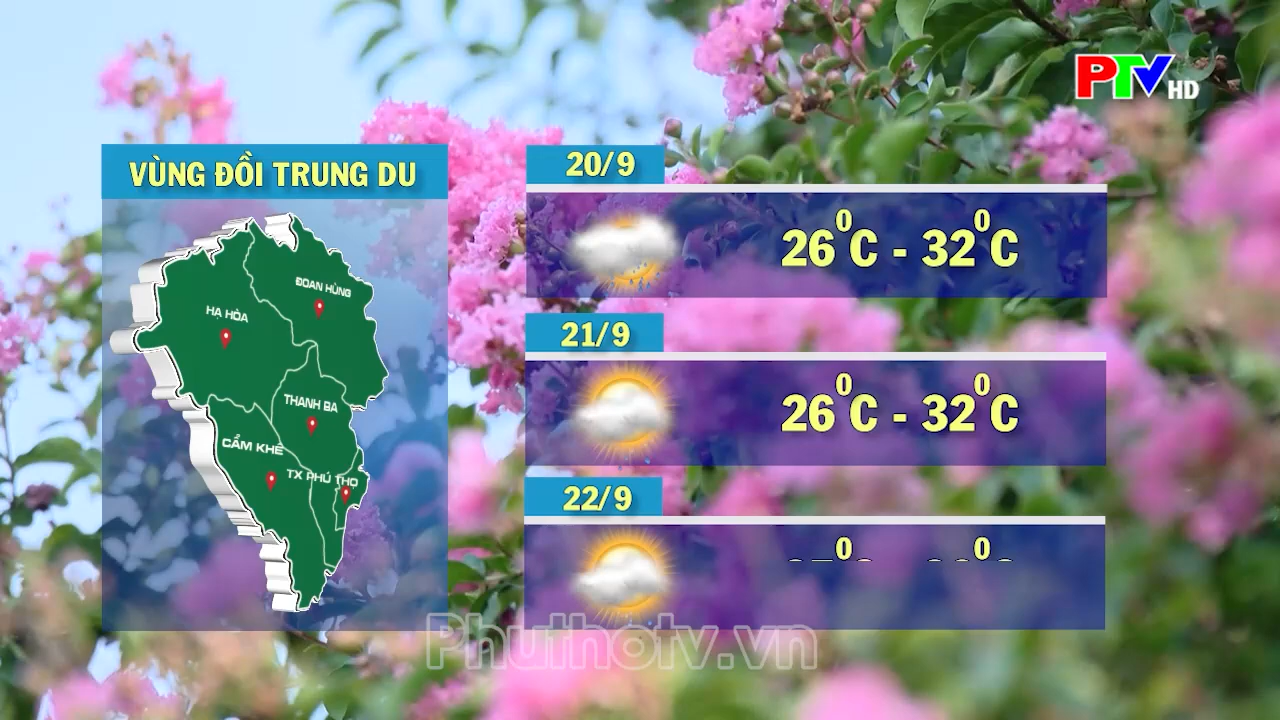 PTV HD
VÙNG ĐỒI TRUNG DU
ĐOAN HÙNG
HẠ HÒA
THANH BA
CẨM KHÊ
TX PHÚ THỌ
20/9
26⁰C - 32⁰C
21/9
26⁰C - 32⁰C
22/9
Phuthotv.vn